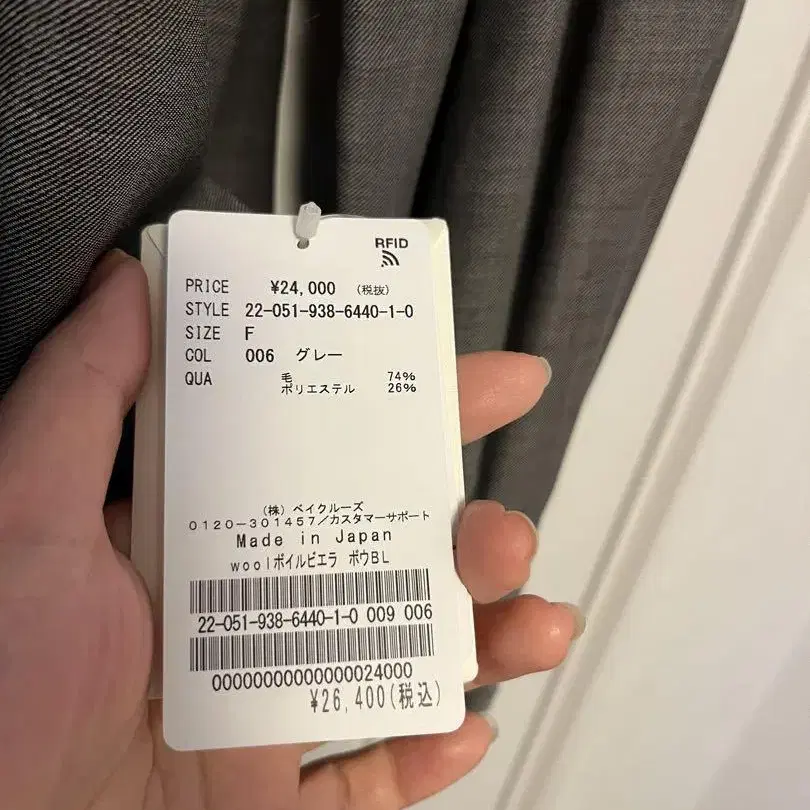 RFID
PRICE ¥24,000 (税抜)
STYLE 22-051-938-6440-1-0
SIZE F
COL 006 グレー
QUA 毛 74%
ポリエステル 26%
(株) ベイクルーズ
0120-301457/カスタマーサポート
Made in Japan
woolボイルビエラ ボウBL
22-051-938-6440-1-0 009 006
00000000000000024000
¥26,400(税込)